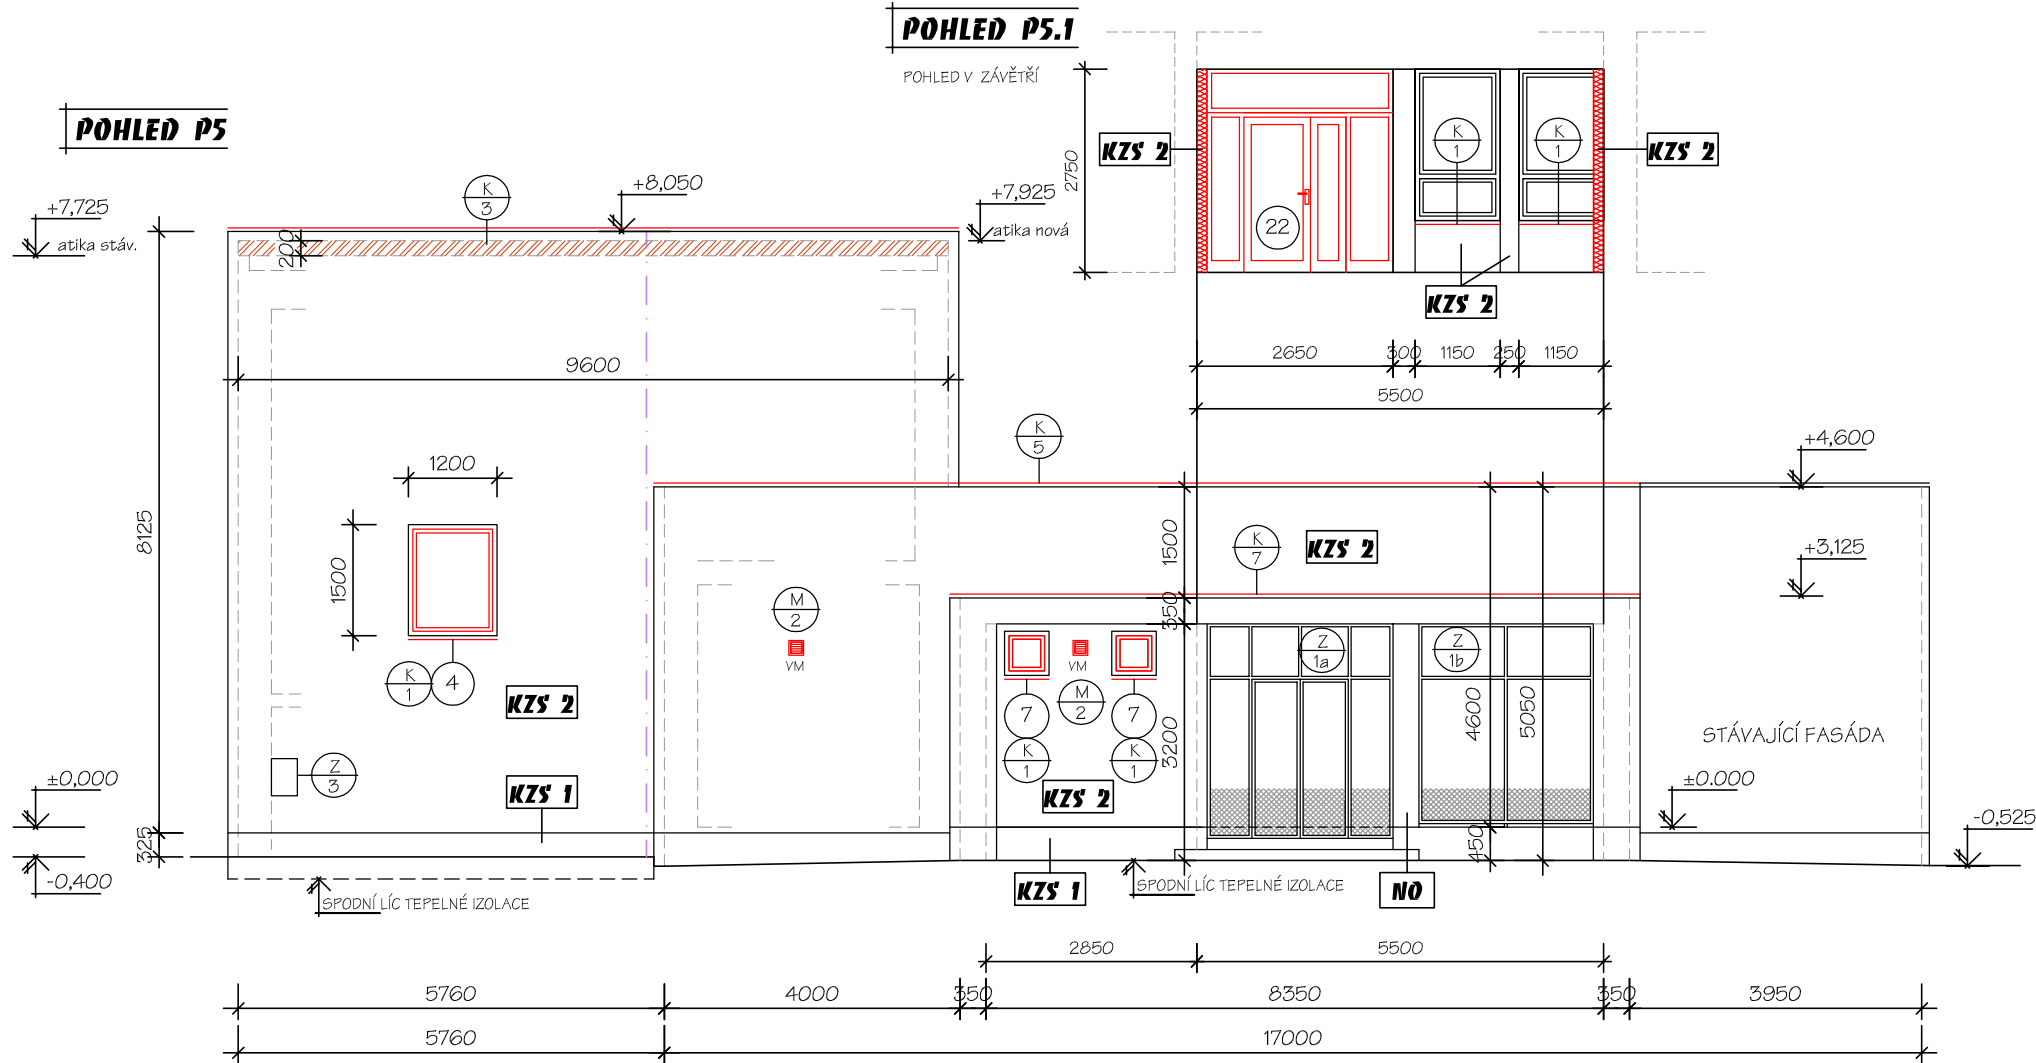 POHLED P5.1
POHLED V ZÁVĚTŘÍ
POHLED P5
KZS 2
K
1
K
1
KZS 2
2750
22
KZS 2
+7,725
atika stáv.
K
3
+8,050
+7,925
atika nová
200
9600
2650
300
1150
250
1150
5500
K
5
+4,600
1200
1500
8125
1500
K
7
KZS 2
+3,125
M
2
VM
350
VM
Z
1a
Z
1b
K
1
4
KZS 2
7
M
2
7
3200
4600
5050
STÁVAJÍCÍ FASÁDA
K
1
K
1
Z
3
KZS 1
KZS 2
±0,000
±0.000
325
-0,400
450
-0,525
SPODNÍ LÍC TEPELNÉ IZOLACE
KZS 1
SPODNÍ LÍC TEPELNÉ IZOLACE
NO
2850
5500
5760
4000
350
8350
350
3950
5760
17000